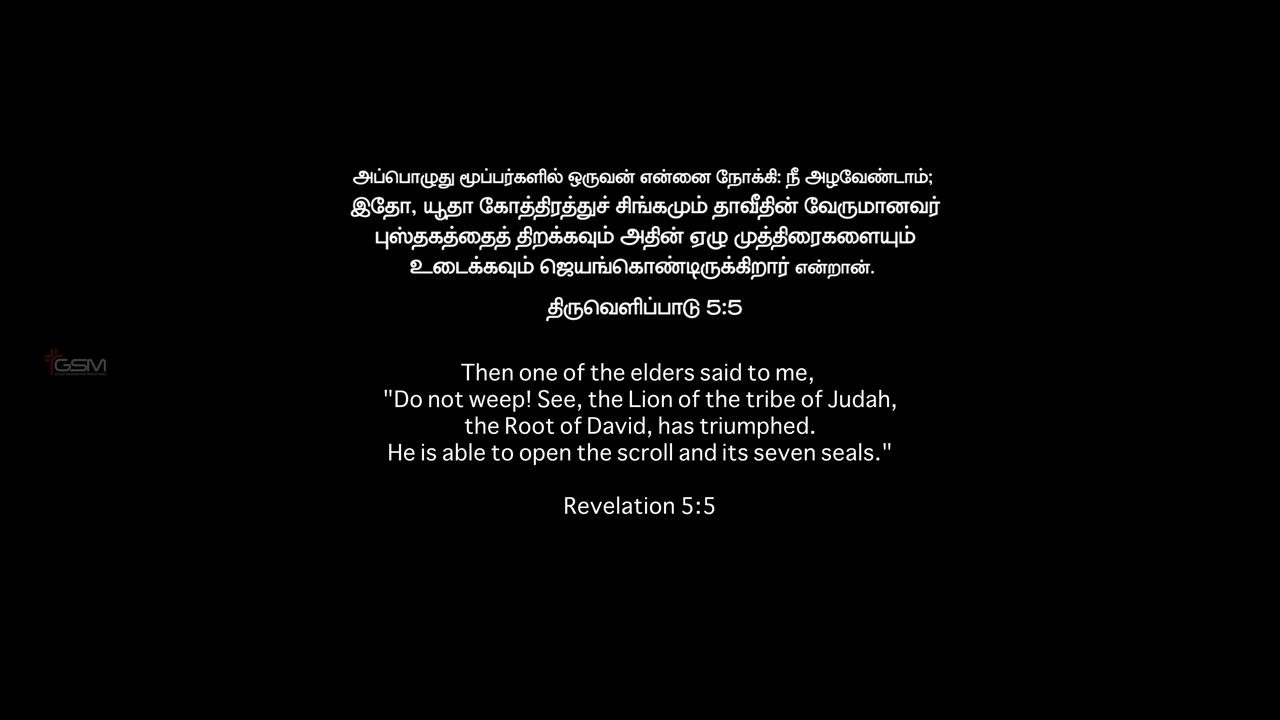 அப்பொழுது மூப்பர்களில் ஒருவன் என்னை நோக்கி: நீ அழவேண்டாம்;
இதோ, யூதா கோத்திரத்துச் சிங்கமும் தாவீதின் வேருமானவர்
புஸ்தகத்தைத் திறக்கவும் அதின் ஏழு முத்திரைகளையும்
உடைக்கவும் ஜெயங்கொண்டிருக்கிறார் என்றான்.
திருவெளிப்பாடு 5:5
GSM
Then one of the elders said to me,
"Do not weep! See, the Lion of the tribe of Judah,
the Root of David, has triumphed.
He is able to open the scroll and its seven seals."
Revelation 5:5